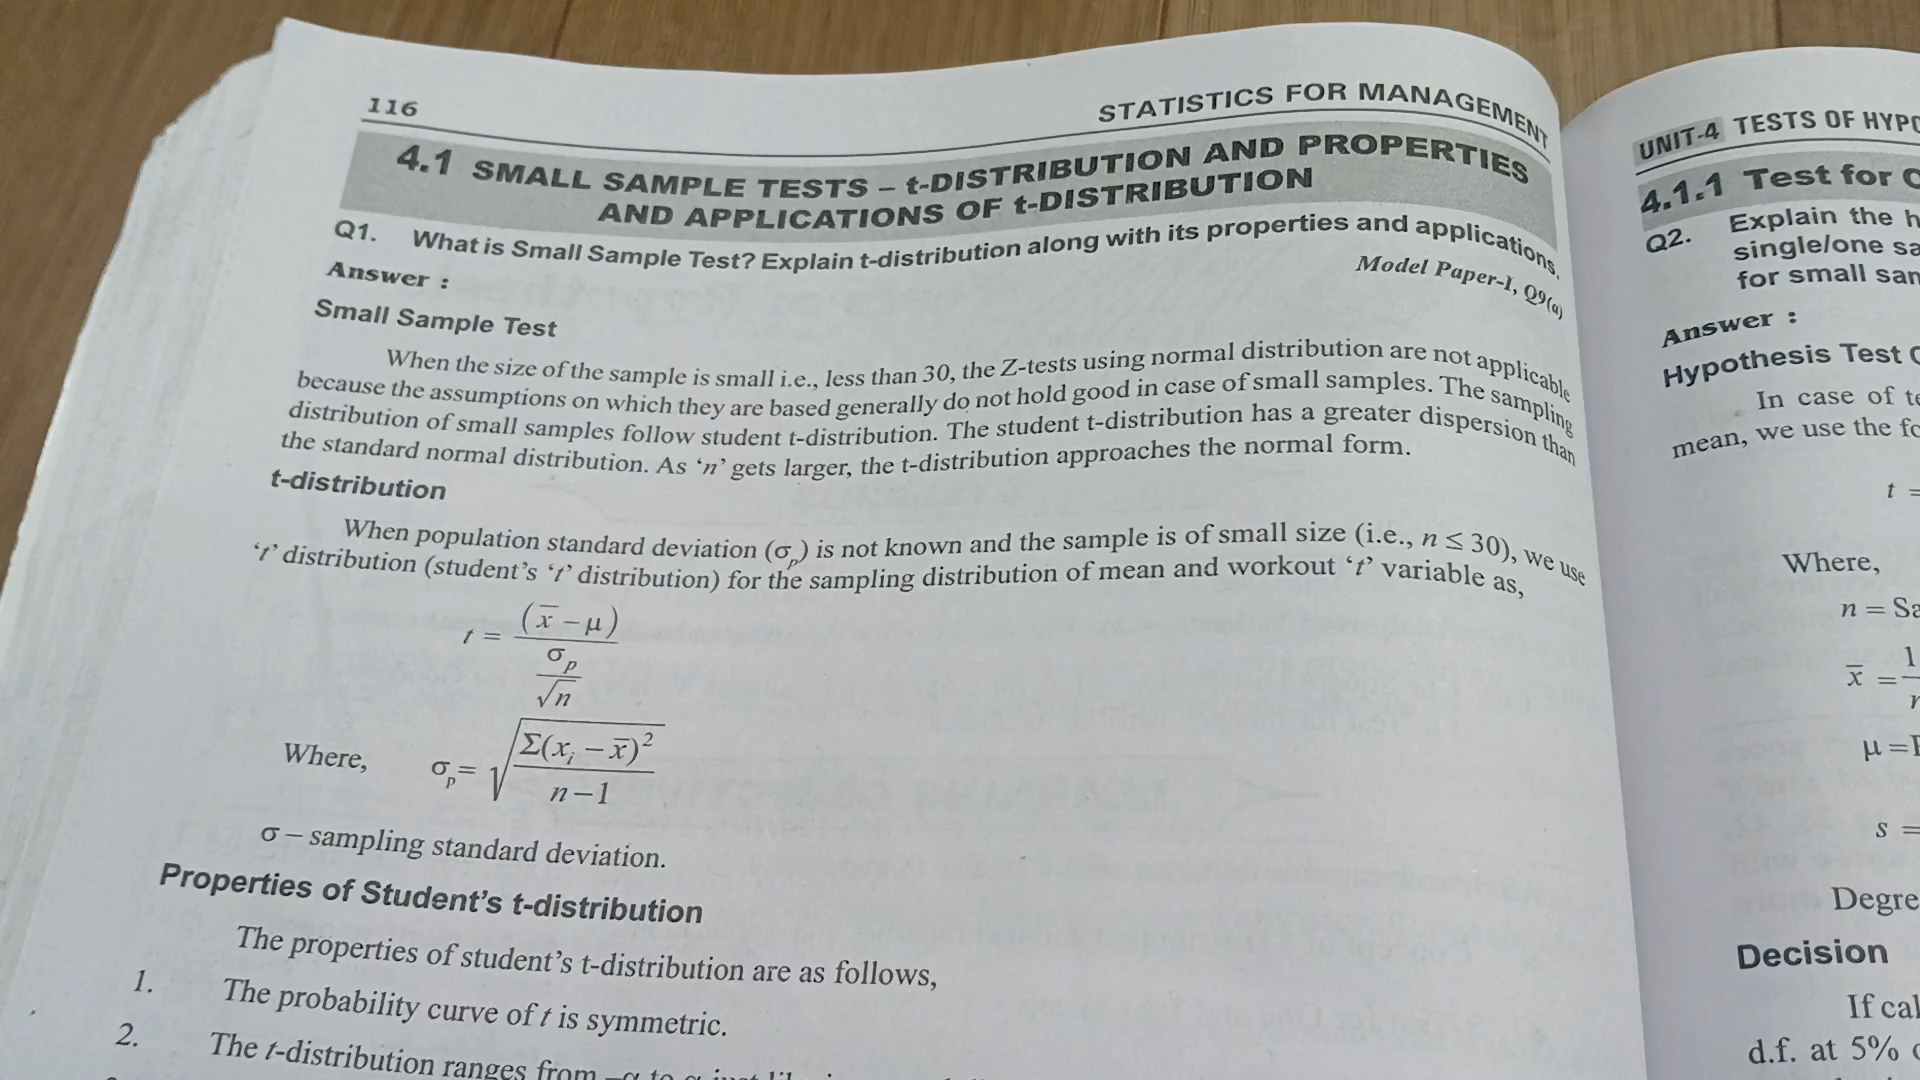 116
STATISTICS FOR MANAGEMENT
4.1 SMALL SAMPLE TESTS – t-DISTRIBUTION AND PROPERTIES
AND APPLICATIONS OF t-DISTRIBUTION
Q1. What is Small Sample Test? Explain t-distribution along with its properties and applications.
Model Paper-I, Q9(a)
Answer :
Small Sample Test
When the size of the sample is small i.e., less than 30, the Z-tests using normal distribution are not applicable
because the assumptions on which they are based generally do not hold good in case of small samples. The sampling
distribution of small samples follow student t-distribution. The student t-distribution has a greater dispersion than
the standard normal distribution. As ‘n’ gets larger, the t-distribution approaches the normal form.
t-distribution
When population standard deviation (σp) is not known and the sample is of small size (i.e., n ≤ 30), we use
‘t’ distribution (student’s ‘t’ distribution) for the sampling distribution of mean and workout ‘t’ variable as,
t = (x̄ – μ) / (σp / √n)
Where, σp = √(Σ(xi – x̄)² / (n – 1))
σ – sampling standard deviation.
Properties of Student’s t-distribution
The properties of student’s t-distribution are as follows,
1. The probability curve of t is symmetric.
2. The t-distribution ranges from
UNIT-4 TESTS OF
4.1.1 Test for
Q2. Explain the
single/one
for small
Answer :
Hypothesis Test
In case of
mean, we use the
t =
Where,
n =
x̄ = 1
μ =
s =
Decision
If
d.f. at 5%